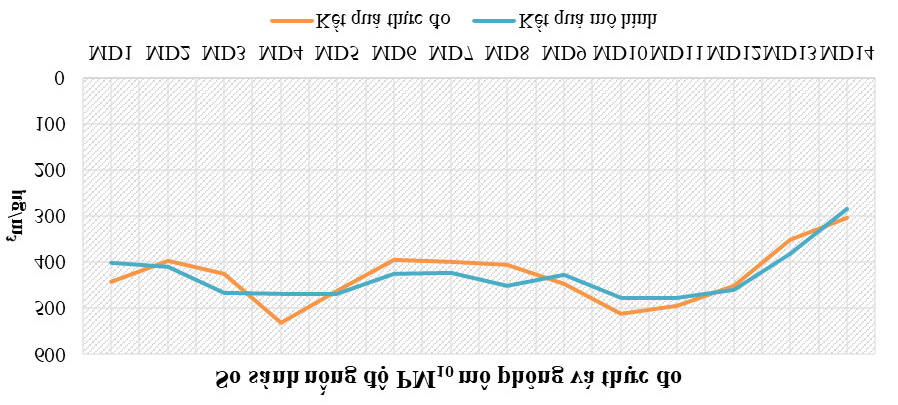 So sánh nồng độ PM₁₀ mô phỏng và thực đo
600
500
400
300
200
100
0
µg/m³
MD1 MD2 MD3 MD4 MD5 MD6 MD7 MD8 MD9 MD10 MD11 MD12 MD13 MD14
Kết quả thực đo Kết quả mô hình